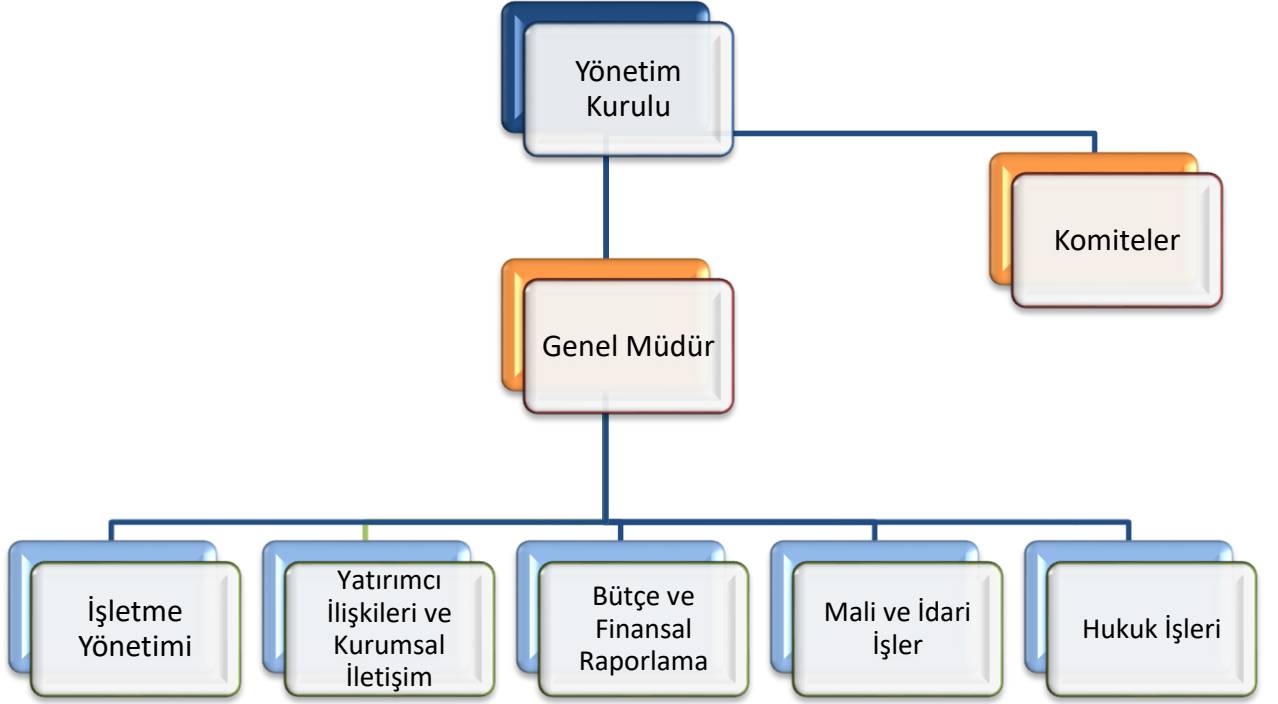 Yönetim
Kurulu
Komiteler
Genel Müdür
İşletme
Yönetimi
Yatırımcı
İlişkileri ve
Kurumsal
İletişim
Bütçe ve
Finansal
Raporlama
Mali ve İdari
İşler
Hukuk İşleri